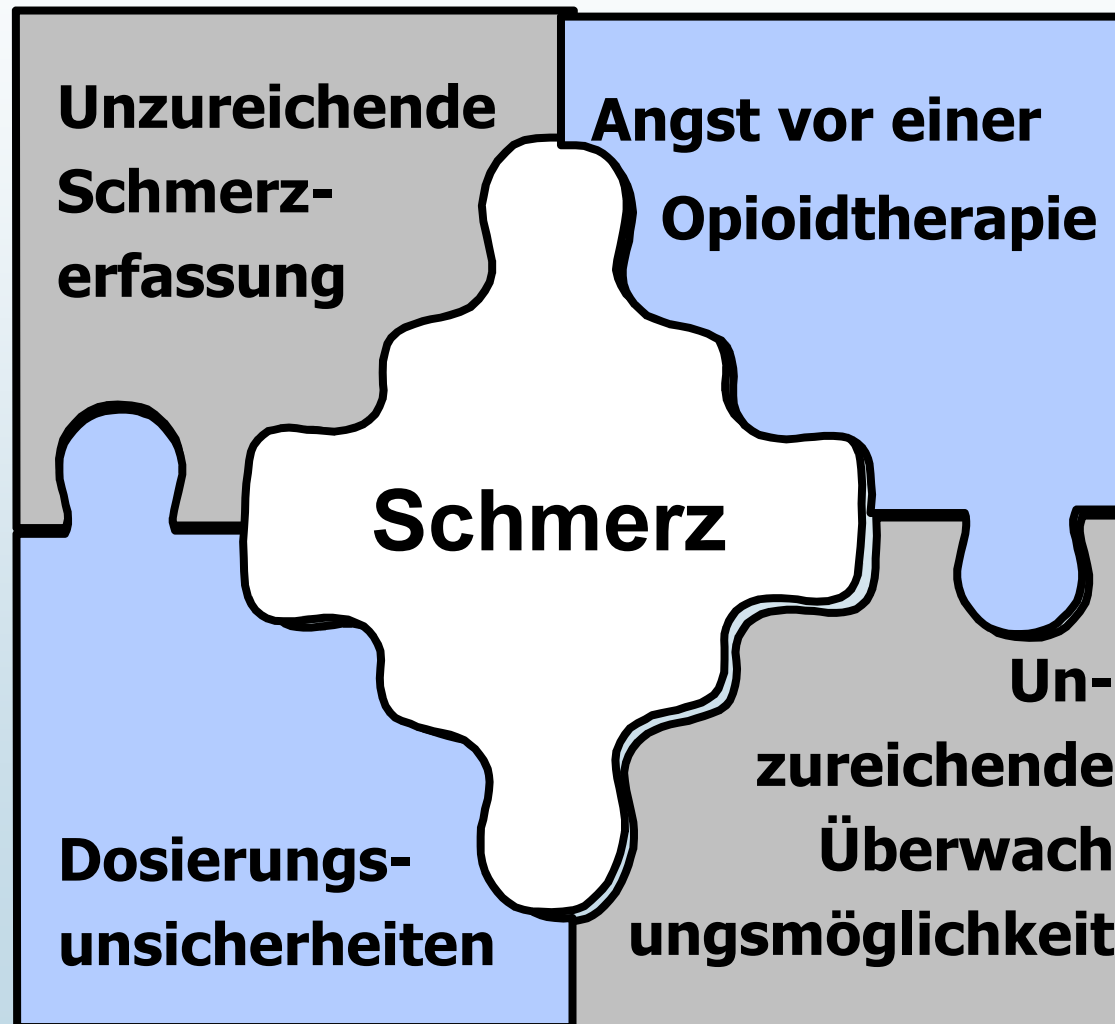 Unzureichende
Schmerz-
erfassung
Angst vor einer
Opioidtherapie
Schmerz
Dosierungs-
unsicherheiten
Un-
zureichende
Überwach
ungsmöglichkeit